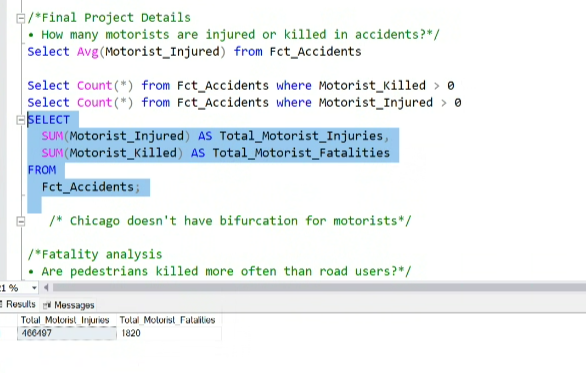 /*Final Project Details
• How many motorists are injured or killed in accidents?*/
Select Avg(Motorist_Injured) from Fct_Accidents
Select Count(*) from Fct_Accidents where Motorist_Killed > 0
Select Count(*) from Fct_Accidents where Motorist_Injured > 0
SELECT
SUM(Motorist_Injured) AS Total_Motorist_Injuries,
SUM(Motorist_Killed) AS Total_Motorist_Fatalities
FROM
Fct_Accidents;
/* Chicago doesn't have bifurcation for motorists*/
/*Fatality analysis
• Are pedestrians killed more often than road users?*/
1 %
Results Messages
Total_Motorist_Injuries Total_Motorist_Fatalities
466497 1820